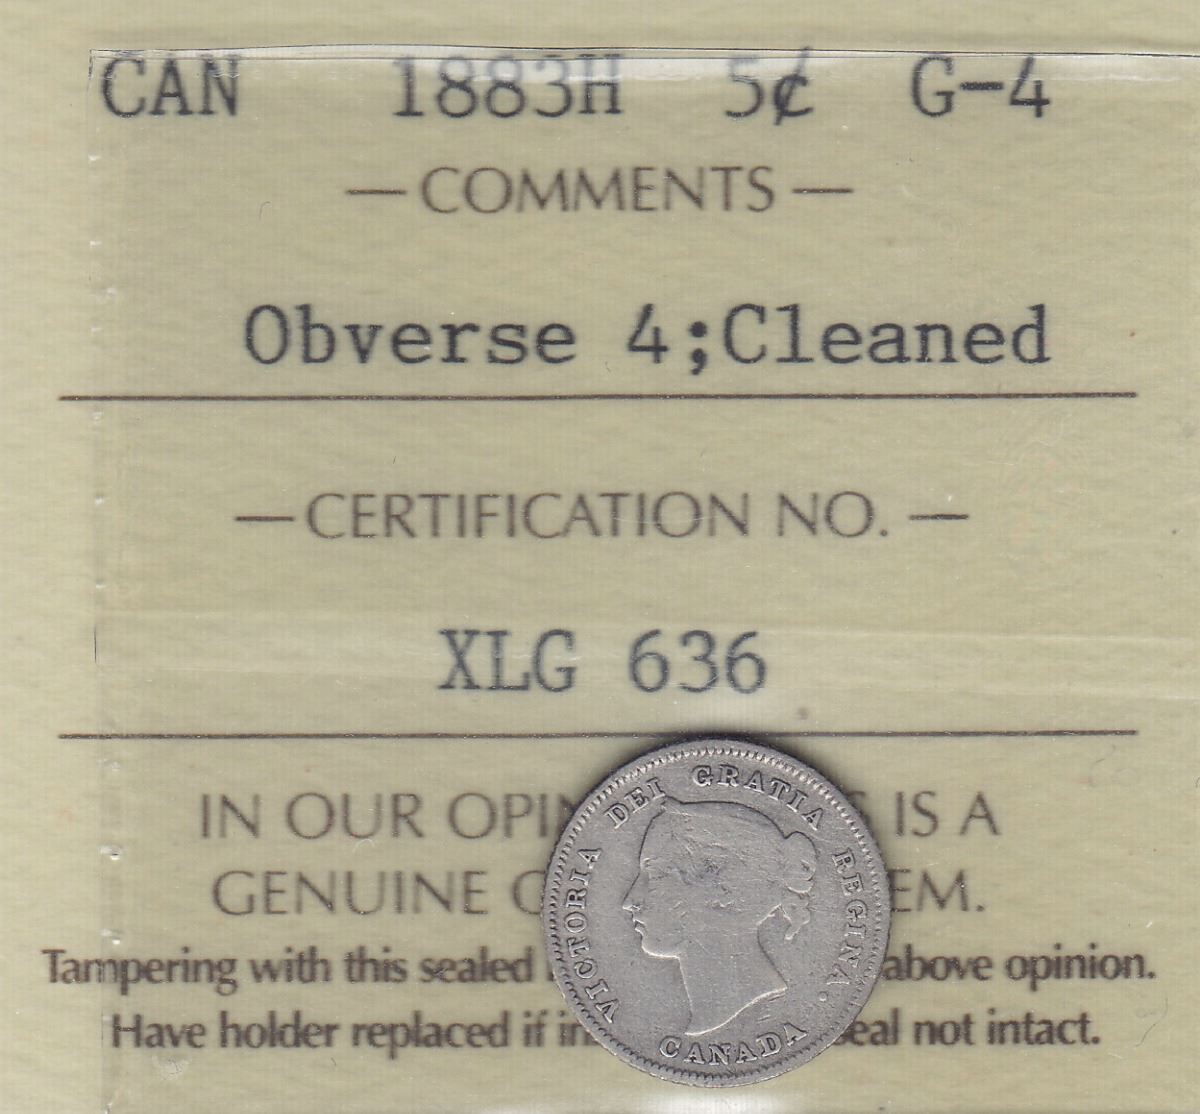 CAN 1883H 5¢ G-4
— COMMENTS —
Obverse 4;Cleaned
— CERTIFICATION NO. —
XLG 636
IN OUR OPIN S IS A
GENUINE EM.
Tampering with this sealed above opinion.
Have holder replaced if in seal not intact.
VICTORIA DEI GRATIA REGINA.
CANADA